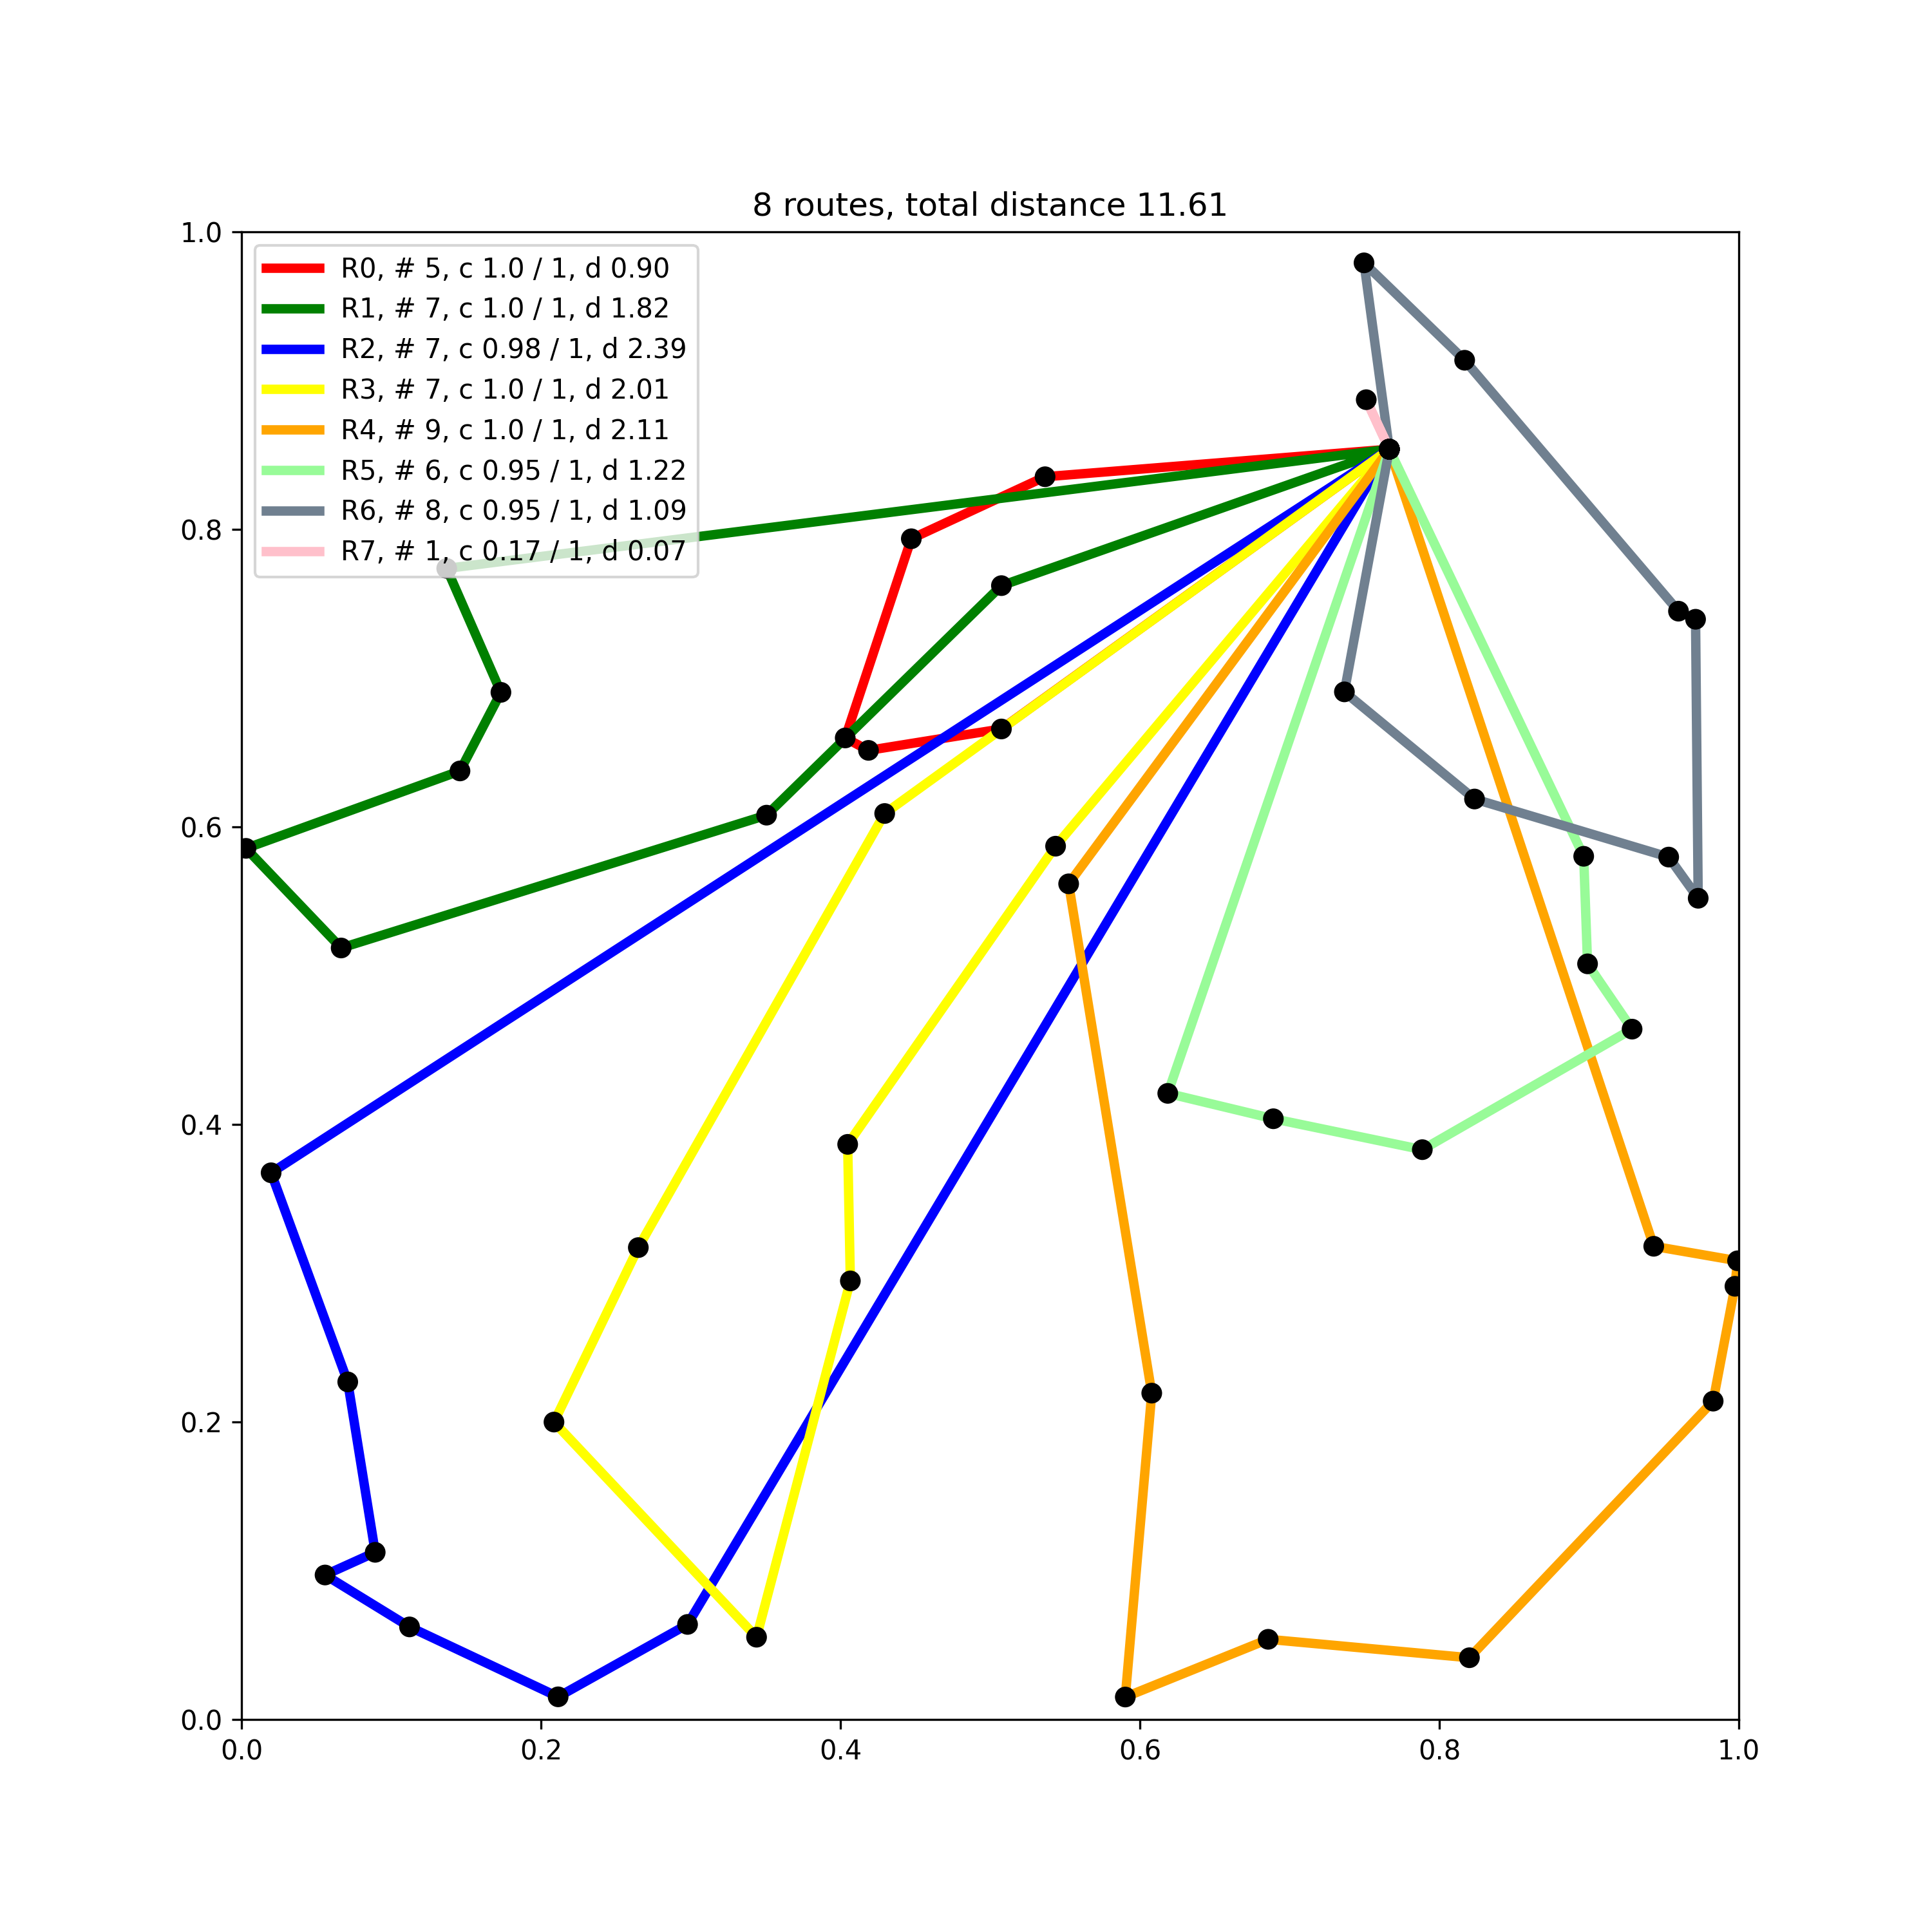 8 routes, total distance 11.61
1.0
R0, # 5, c 1.0 / 1, d 0.90
R1, # 7, c 1.0 / 1, d 1.82
R2, # 7, c 0.98 / 1, d 2.39
R3, # 7, c 1.0 / 1, d 2.01
R4, # 9, c 1.0 / 1, d 2.11
R5, # 6, c 0.95 / 1, d 1.22
R6, # 8, c 0.95 / 1, d 1.09
R7, # 1, c 0.17 / 1, d 0.07
0.8
0.6
0.4
0.2
0.0
0.0 0.2 0.4 0.6 0.8 1.0